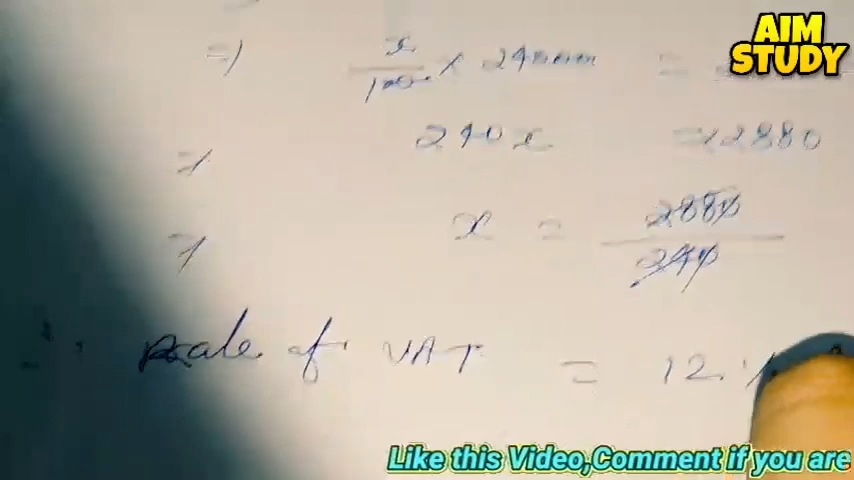 AIM
STUDY
=) x/100 × 24000 =
=) 240x = 2880
=) x = 2880/240
∴ Rate of VAT = 12%
Like this Video,Comment if you are